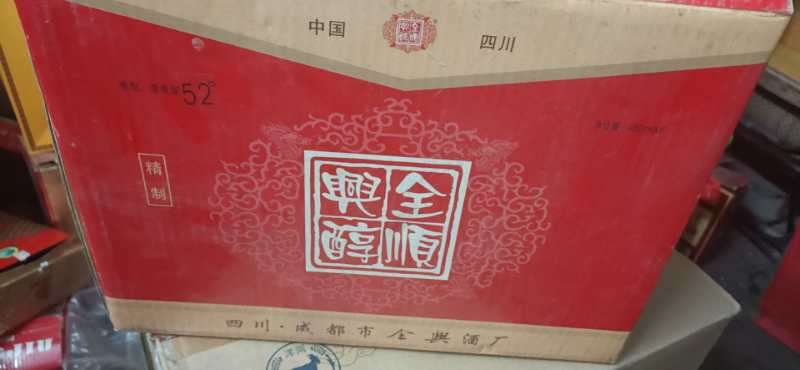 中国
四川
52°
精制
全順
興醇
四川·成都市全興酒厂